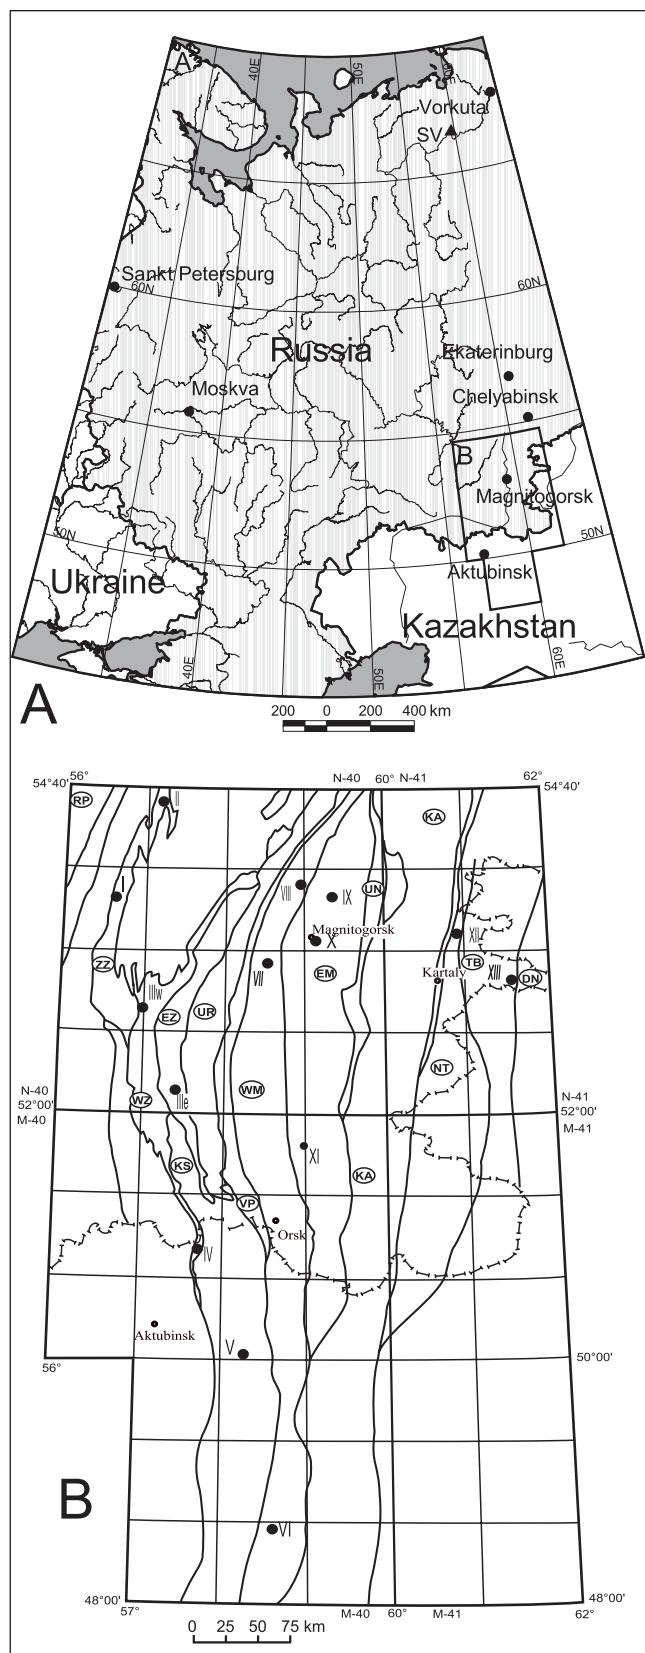 A
40E
50E
60E
Vorkuta
SV
Sankt Petersburg
60N
60N
Russia
Ekaterinburg
Moskva
Chelyabinsk
B
Magnitogorsk
50N
50N
Aktubinsk
Ukraine
Kazakhstan
40E
50E
60E
A
200 0 200 400 km
56° N-40 60° N-41 62°
54°40' 54°40'
RP
II
KA
I
VIII
IX
UN
Magnitogorsk
X
XII
ZZ
VII
EM
Kartaly
TB
XIII
DN
IIIw
EZ
UR
NT
WM
N-40
52°00'
M-40
WZ
IIIe
N-41
52°00'
M-41
XI
KS
KA
VP
Orsk
IV
Aktubinsk
V
56°
50°00'
B
VI
48°00' 48°00'
57° M-40 60° M-41 62°
0 25 50 75 km